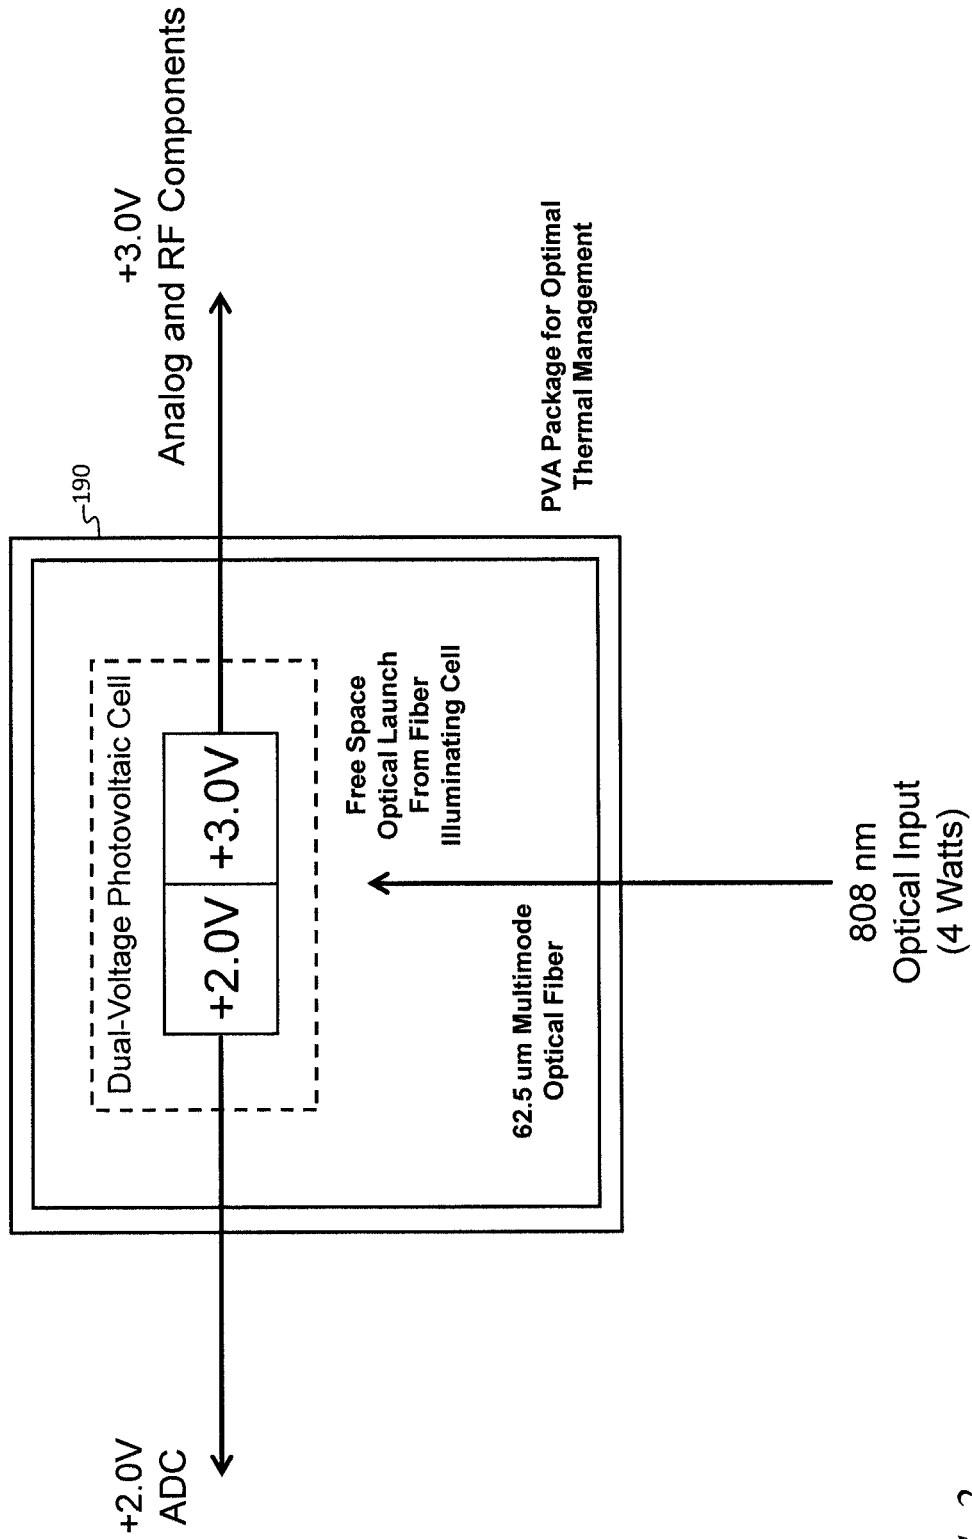 +2.0V
ADC
+3.0V
Analog and RF Components
190
Dual-Voltage Photovoltaic Cell
+2.0V
+3.0V
Free Space
Optical Launch
From Fiber
Illuminating Cell
62.5 um Multimode
Optical Fiber
PVA Package for Optimal
Thermal Management
808 nm
Optical Input
(4 Watts)